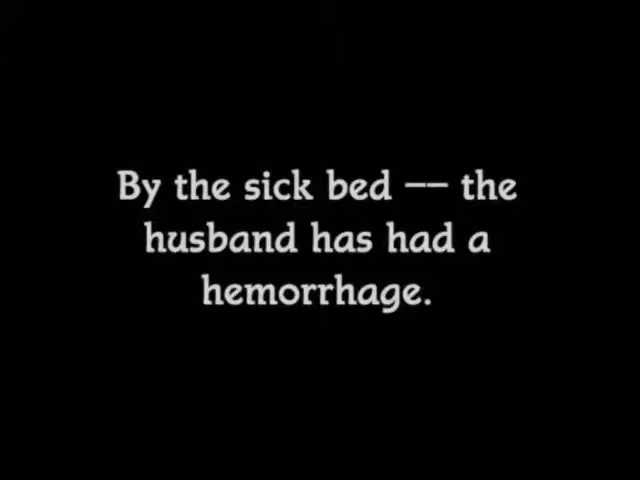 By the sick bed -- the
husband has had a
hemorrhage.